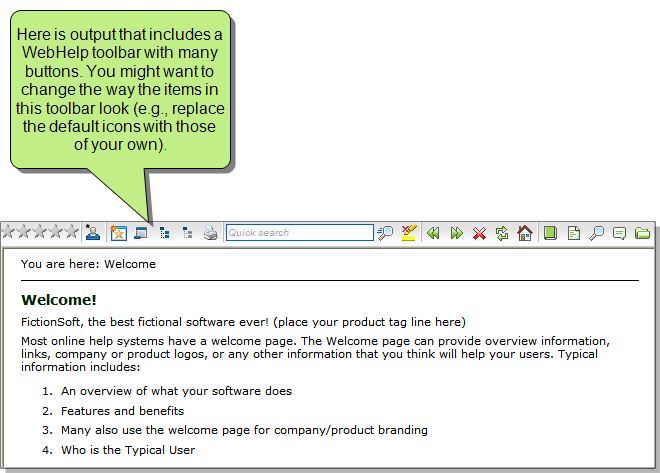 Here is output that includes a
WebHelp toolbar with many
buttons. You might want to
change the way the items in
this toolbar look (e.g., replace
the default icons with those
of your own).
Quick search
You are here: Welcome
Welcome!
FictionSoft, the best fictional software ever! (place your product tag line here)
Most online help systems have a welcome page. The Welcome page can provide overview information,
links, company or product logos, or any other information that you think will help your users. Typical
information includes:
1. An overview of what your software does
2. Features and benefits
3. Many also use the welcome page for company/product branding
4. Who is the Typical User